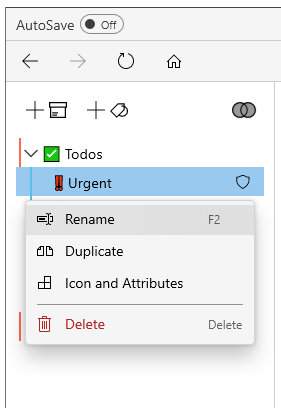 AutoSave Off
Todos
Urgent
Rename F2
Duplicate
Icon and Attributes
Delete Delete